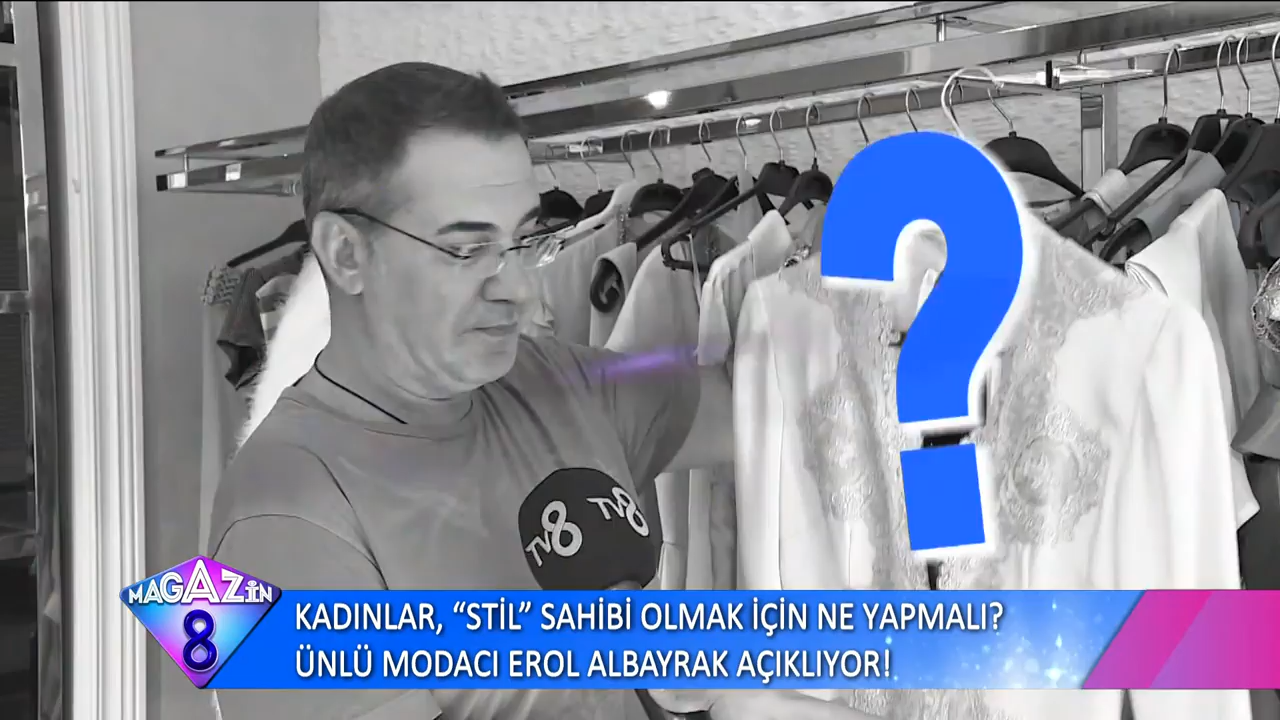 TV8
TV8
MAGAZİN
8
KADINLAR, “STİL” SAHİBİ OLMAK İÇİN NE YAPMALI?
ÜNLÜ MODACI EROL ALBAYRAK AÇIKLIYOR!
?